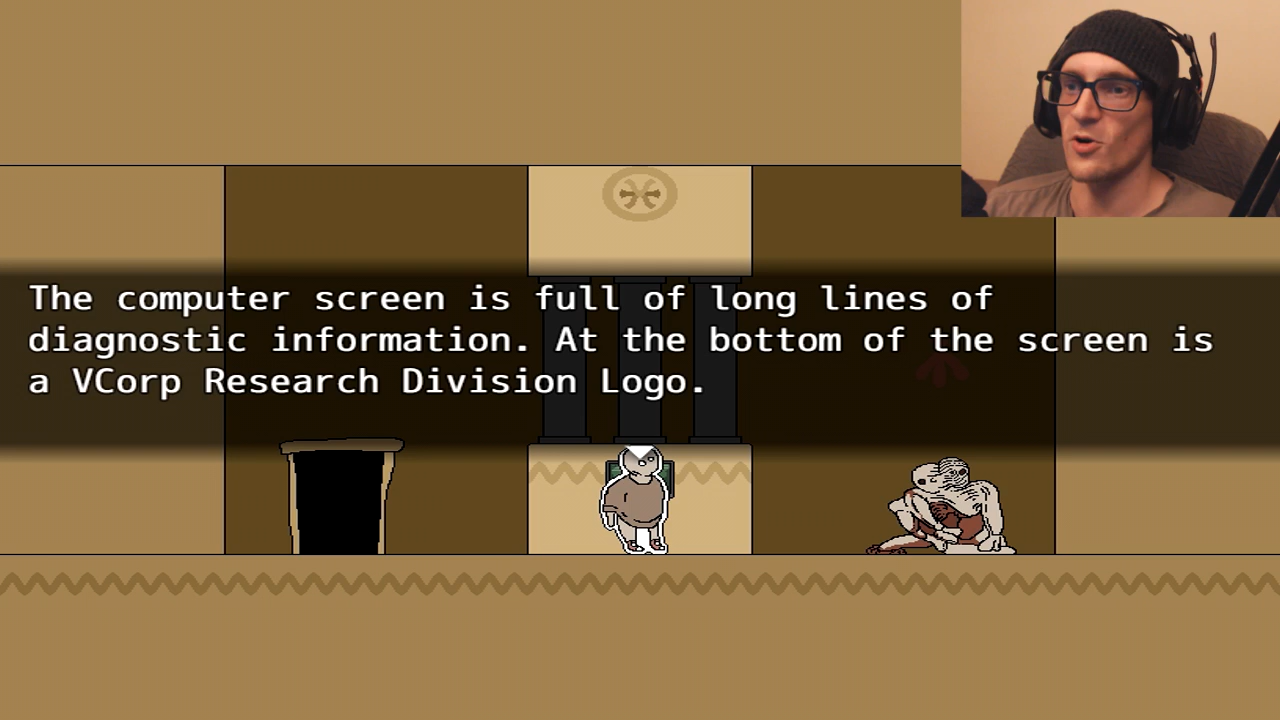 The computer screen is full of long lines of
diagnostic information. At the bottom of the screen is
a VCorp Research Division Logo.